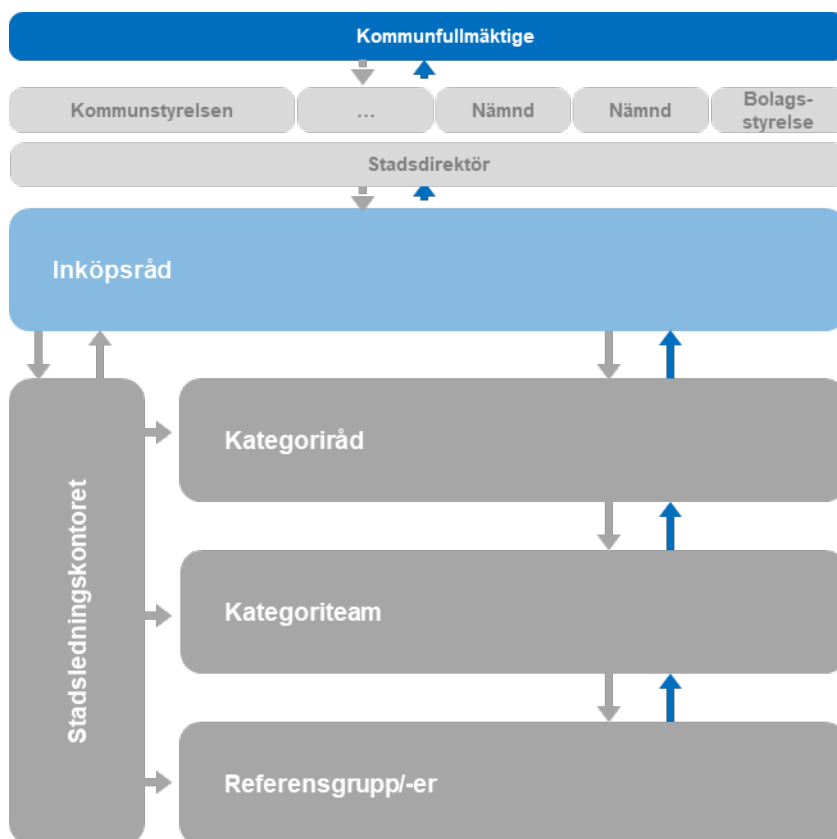 Kommunfullmäktige
Kommunstyrelsen
...
Nämnd
Nämnd
Bolags-
styrelse
Stadsdirektör
Inköpsråd
Stadsledningskontoret
Kategoriråd
Kategoriteam
Referensgrupp/-er